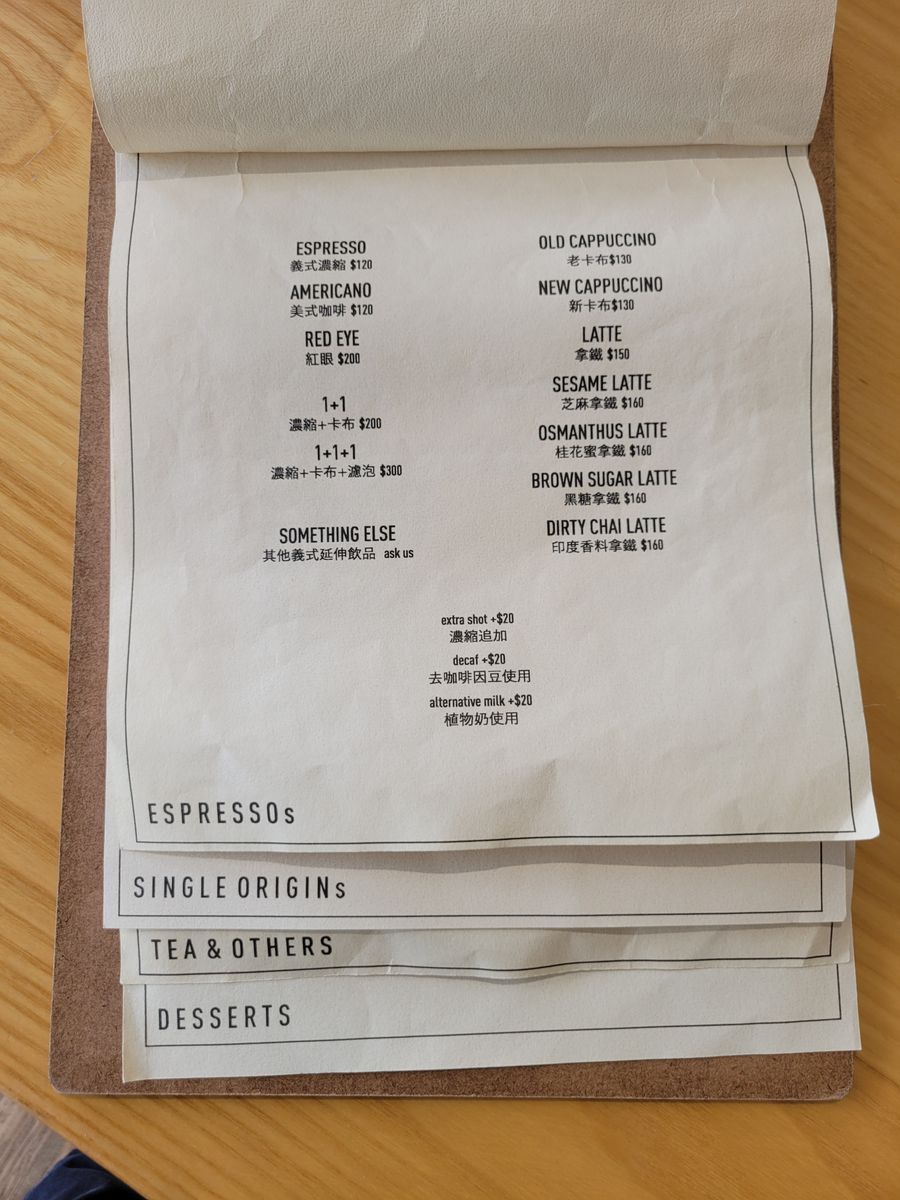 ESPRESSO
義式濃縮 $120
AMERICANO
美式咖啡 $120
RED EYE
紅眼 $200
1+1
濃縮+卡布 $200
1+1+1
濃縮+卡布+濾泡 $300
SOMETHING ELSE
其他義式延伸飲品 ask us
OLD CAPPUCCINO
老卡布$130
NEW CAPPUCCINO
新卡布$130
LATTE
拿鐵 $150
SESAME LATTE
芝麻拿鐵 $160
OSMANTHUS LATTE
桂花蜜拿鐵 $160
BROWN SUGAR LATTE
黑糖拿鐵 $160
DIRTY CHAI LATTE
印度香料拿鐵 $160
extra shot +$20
濃縮追加
decaf +$20
去咖啡因豆使用
alternative milk +$20
植物奶使用
ESPRESSOs
SINGLE ORIGINs
TEA & OTHERS
DESSERTS